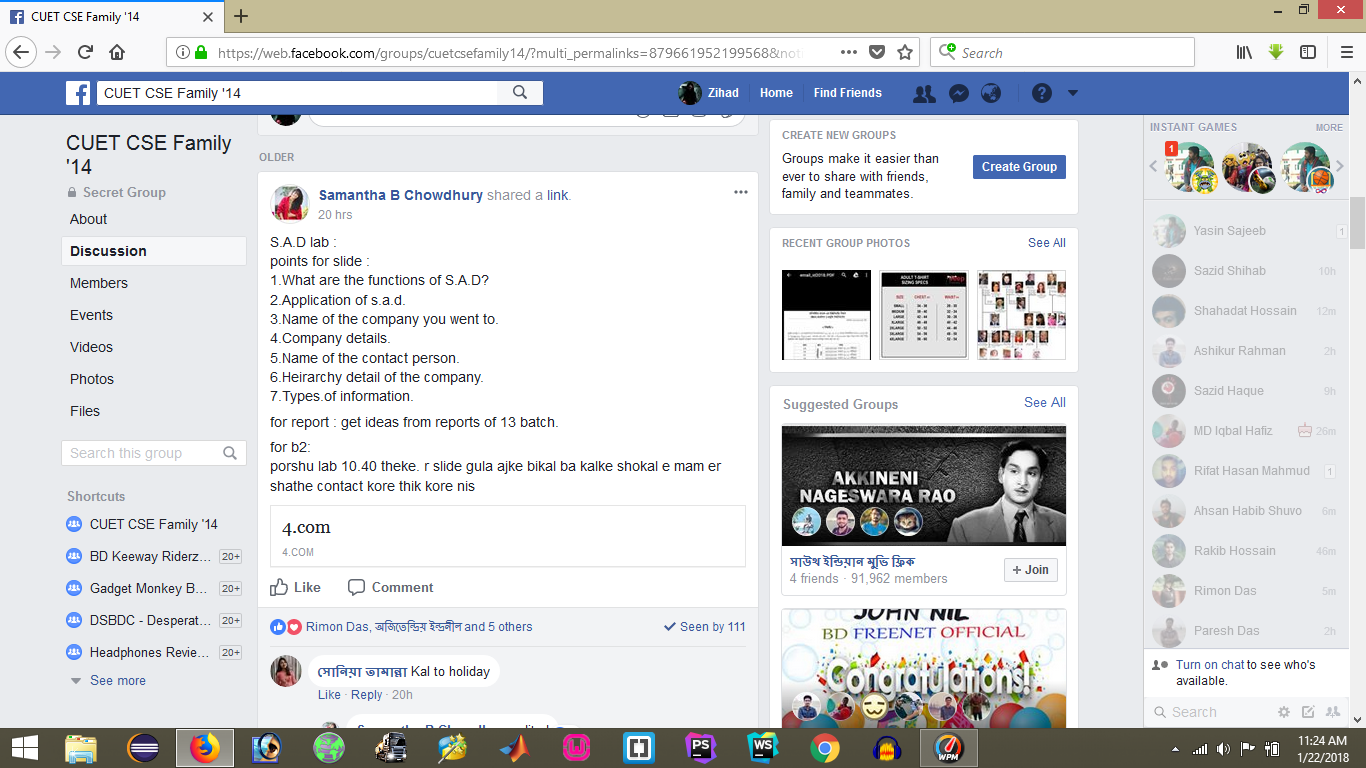 CUET CSE Family '14
https://web.facebook.com/groups/cuetcsefamily14/?multi_permalinks=879661952199568&not
Search
CUET CSE Family '14
Zihad
Home
Find Friends
CUET CSE Family
'14
Secret Group
About
Discussion
Members
Events
Videos
Photos
Files
Search this group
Shortcuts
CUET CSE Family '14
BD Keeway Riderz... 20+
Gadget Monkey B... 20+
DSBDC - Desperat... 20+
Headphones Revie... 20+
See more
OLDER
Samantha B Chowdhury shared a link.
20 hrs
S.A.D lab :
points for slide :
1.What are the functions of S.A.D?
2.Application of s.a.d.
3.Name of the company you went to.
4.Company details.
5.Name of the contact person.
6.Heirarchy detail of the company.
7.Types.of information.
for report : get ideas from reports of 13 batch.
for b2:
porshu lab 10.40 theke. r slide gula ajke bikal ba kalke shokal e mam er
shathe contact kore thik kore nis
4.com
4.COM
Like
Comment
Rimon Das, অজিতেন্দ্রিয় ইন্দ্রনীল and 5 others
Seen by 111
সোনিয়া তামান্না Kal to holiday
Like · Reply · 20h
CREATE NEW GROUPS
Groups make it easier than
ever to share with friends,
family and teammates.
Create Group
RECENT GROUP PHOTOS
See All
ADULT T-SHIRT
SIZING SPECS
Suggested Groups
See All
AKKINENI
NAGESWARA RAO
সাউথ ইন্ডিয়ান মুভি ফ্রিক
4 friends · 91,962 members
+ Join
JOHN NIL
BD FREENET OFFICIAL
Congratulations!
INSTANT GAMES
MORE
1
Yasin Sajeeb 1
Sazid Shihab 10h
Shahadat Hossain 12m
Ashikur Rahman 2h
Sazid Haque 9h
MD Iqbal Hafiz 26m
Rifat Hasan Mahmud 1
Ahsan Habib Shuvo 6m
Rakib Hossain 46m
Rimon Das 5m
Paresh Das 2h
Turn on chat to see who's
available.
Search
PS
WS
WPM
11:24 AM
1/22/2018